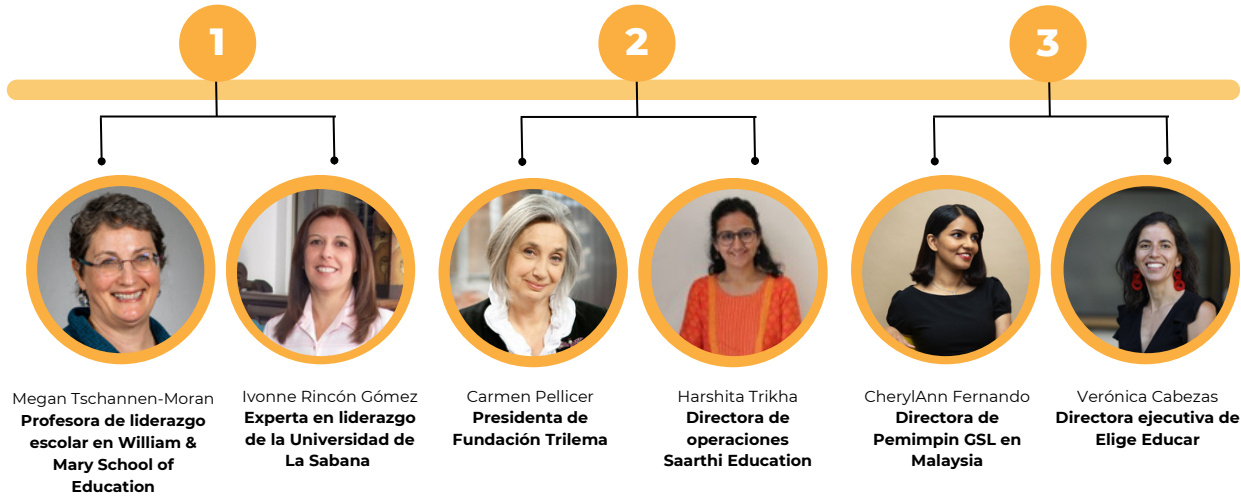 1
2
3
Megan Tschannen-Moran
Profesora de liderazgo
escolar en William &
Mary School of
Education
Ivonne Rincón Gómez
Experta en liderazgo
de la Universidad de
La Sabana
Carmen Pellicer
Presidenta de
Fundación Trilema
Harshita Trikha
Directora de
operaciones
Saarthi Education
CherylAnn Fernando
Directora de
Pemimpin GSL en
Malaysia
Verónica Cabezas
Directora ejecutiva de
Elige Educar